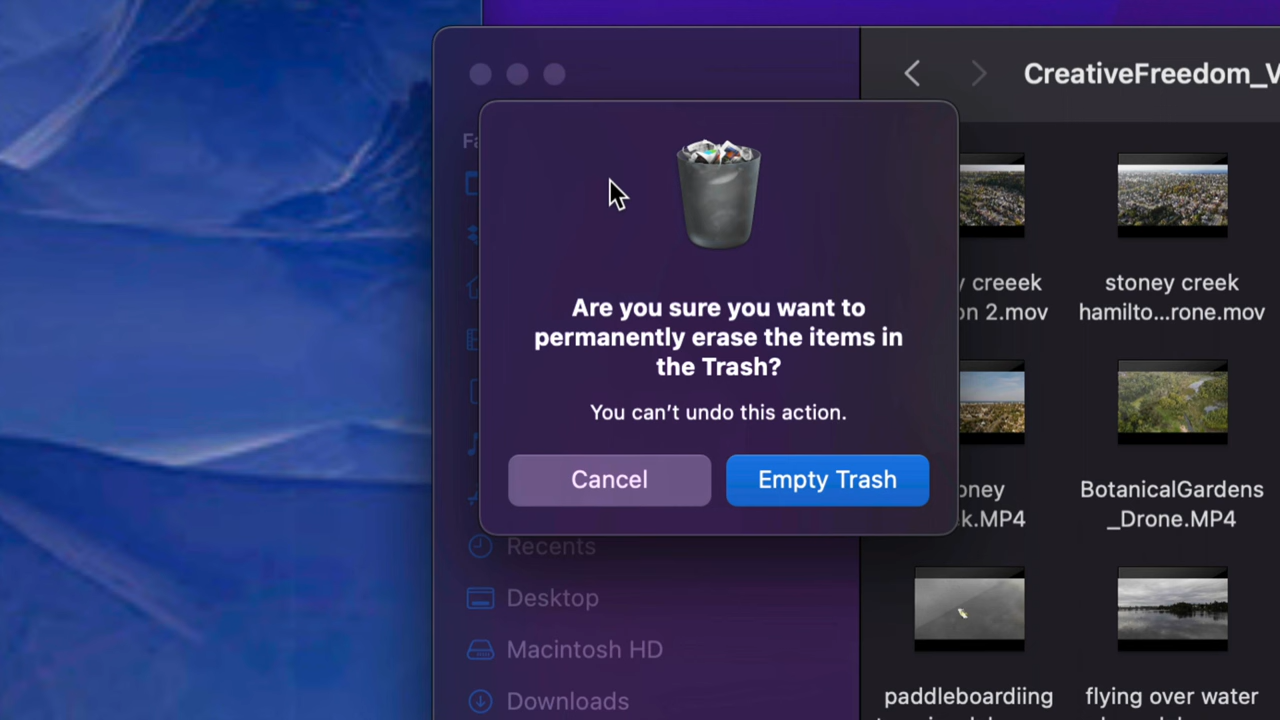 CreativeFreedom_V
Fa
Are you sure you want to
permanently erase the items in
the Trash?
You can't undo this action.
Cancel
Empty Trash
Recents
Desktop
Macintosh HD
Downloads
y creeek
on 2.mov
stoney creek
hamilto...rone.mov
oney
k.MP4
BotanicalGardens
_Drone.MP4
paddleboardiing
flying over water